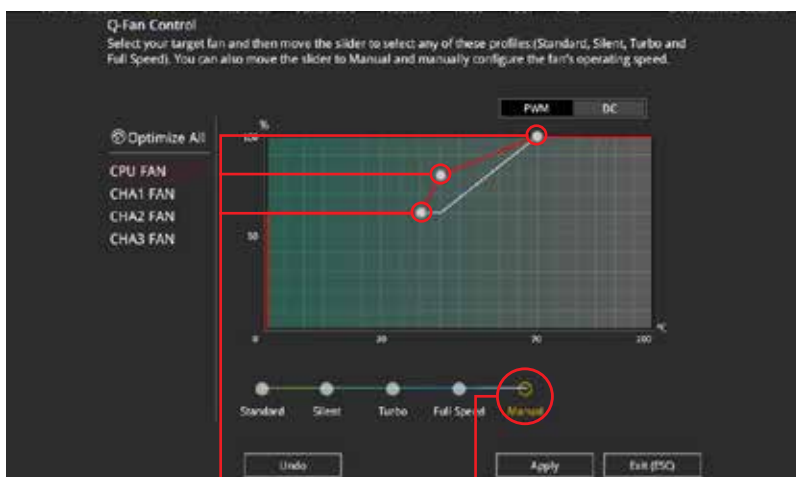 Q-Fan Control
Select your target fan and then move the slider to select any of these profiles:(Standard, Silent, Turbo and
Full Speed). You can also move the slider to Manual and manually configure the fan's operating speed.
PWM DC
%
Optimize All
100
CPU FAN
CHA1 FAN
CHA2 FAN
CHA3 FAN
50
°C
0 30 70 100
Standard Silent Turbo Full Speed Manual
Undo Apply Exit (ESC)